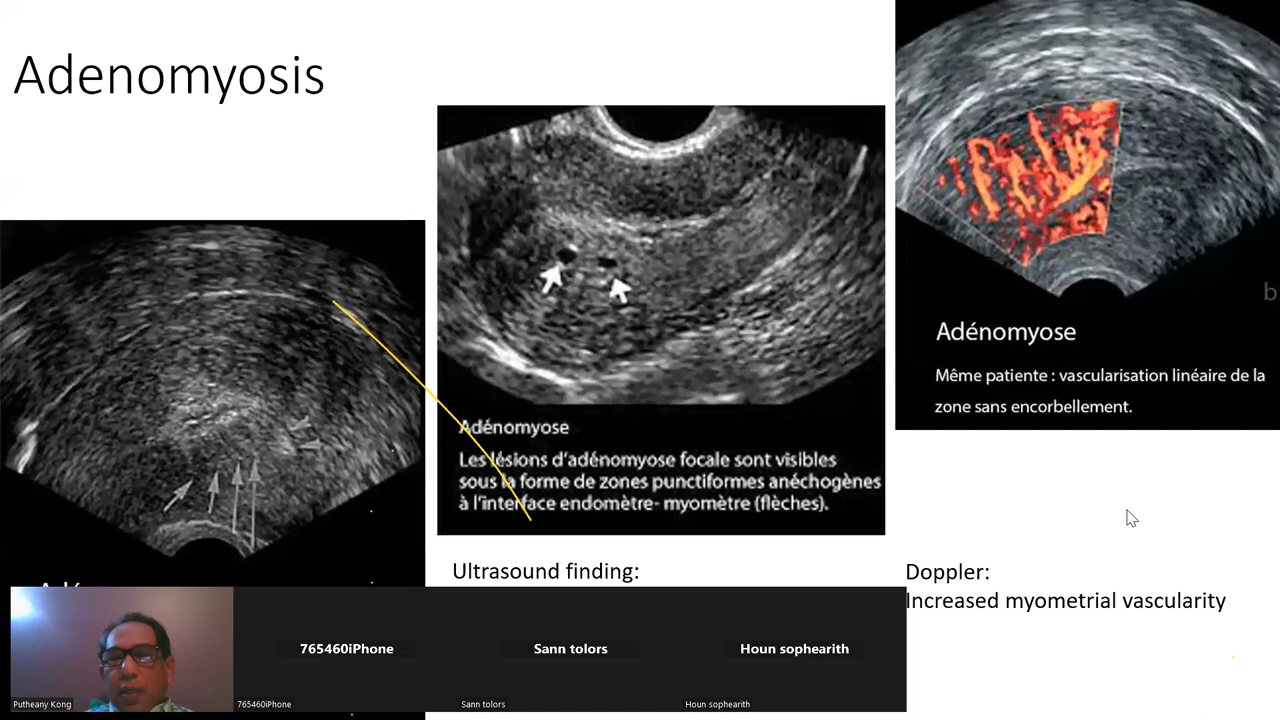 Adenomyosis
b
Adénomyose
Même patiente : vascularisation linéaire de la
zone sans encorbellement.
Adénomyose
Les lésions d'adénomyose focale sont visibles
sous la forme de zones punctiformes anéchogènes
à l'interface endomètre- myomètre (flèches).
Ultrasound finding:
Doppler:
Increased myometrial vascularity
765460iPhone
Sann tolors
Houn sophearith
Putheany Kong
765460iPhone
Sann tolors
Houn sophearith